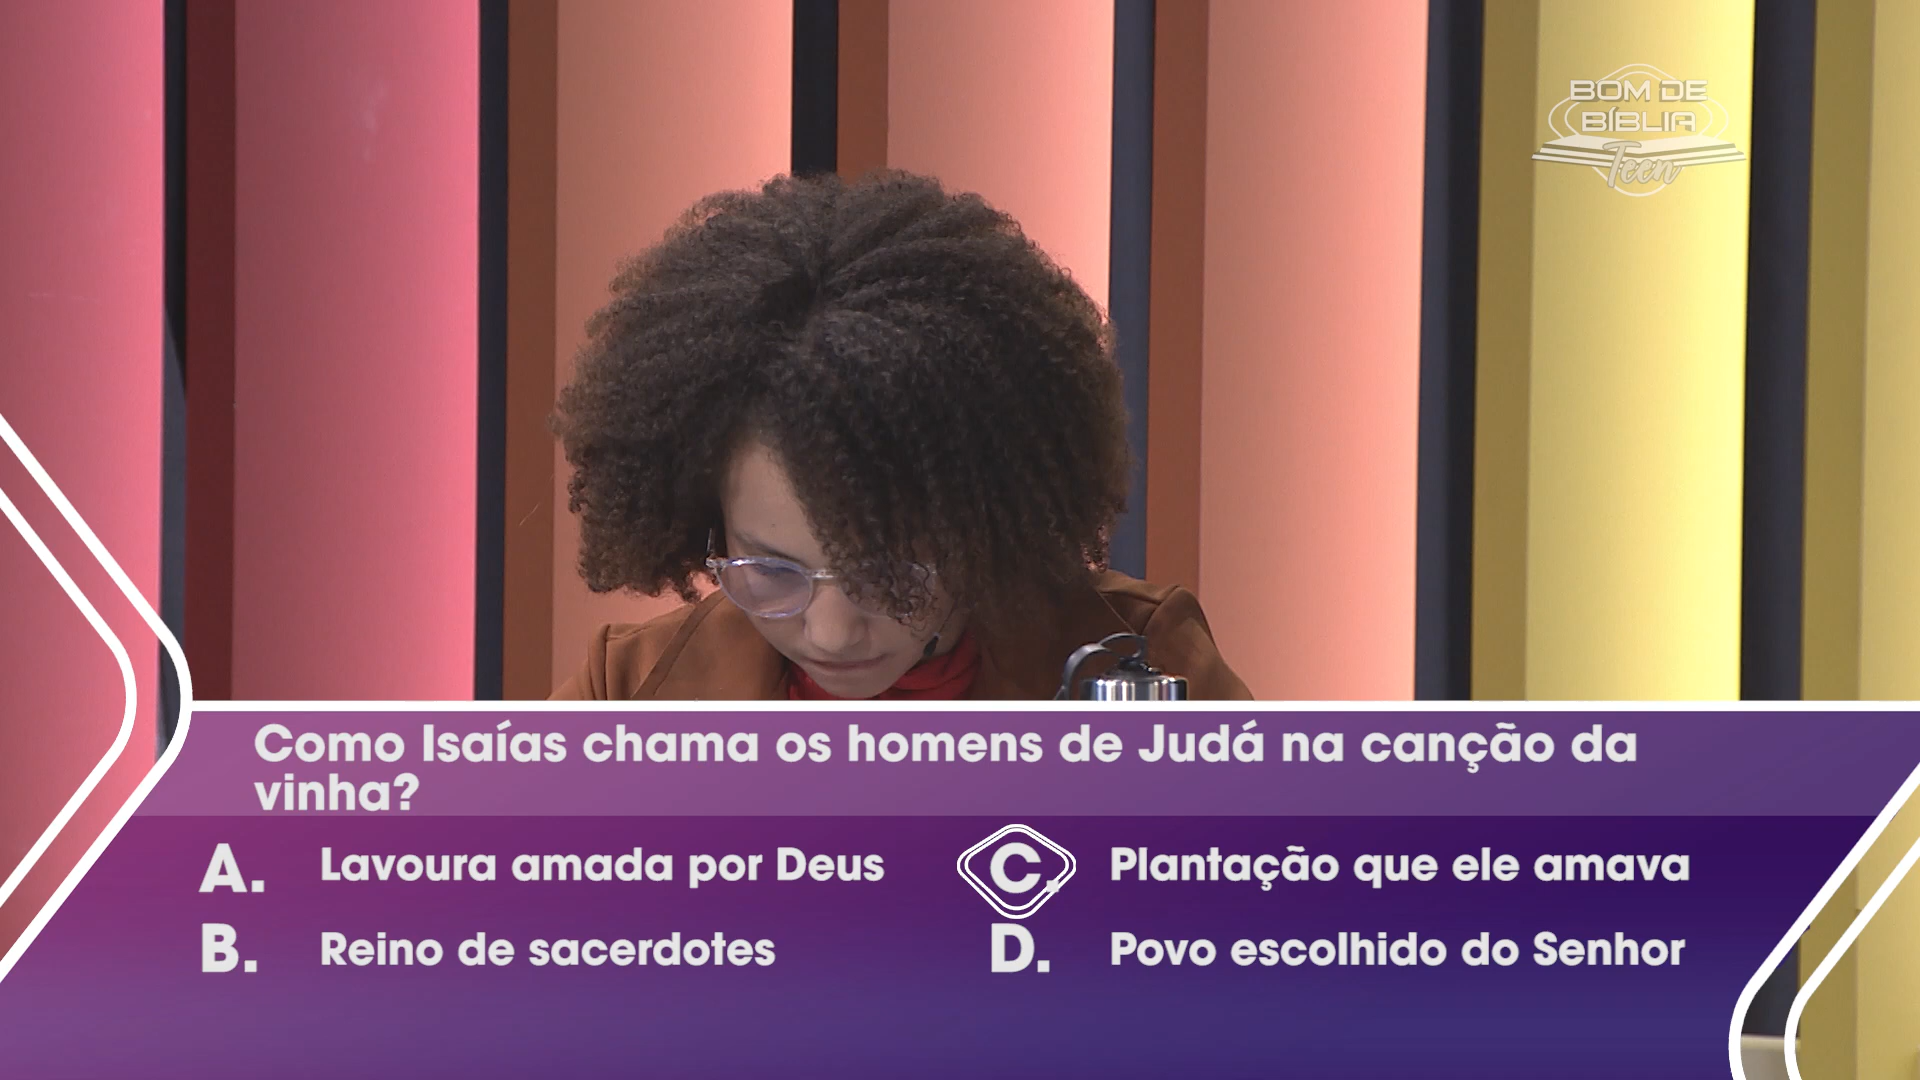 BOM DE
BÍBLIA
Teen
Como Isaías chama os homens de Judá na canção da
vinha?
A. Lavoura amada por Deus
B. Reino de sacerdotes
C. Plantação que ele amava
D. Povo escolhido do Senhor